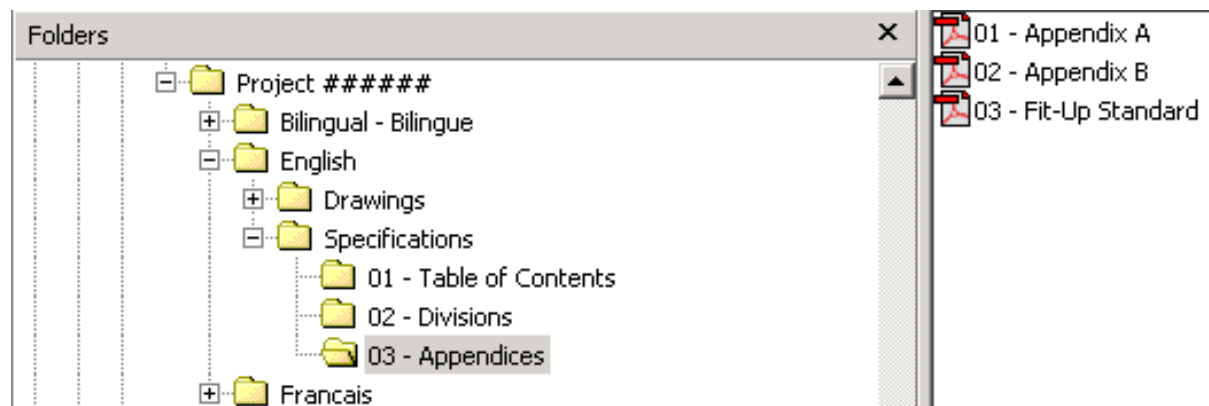 Folders
Project ######
Bilingual - Bilingue
English
Drawings
Specifications
01 - Table of Contents
02 - Divisions
03 - Appendices
Francais
01 - Appendix A
02 - Appendix B
03 - Fit-Up Standard